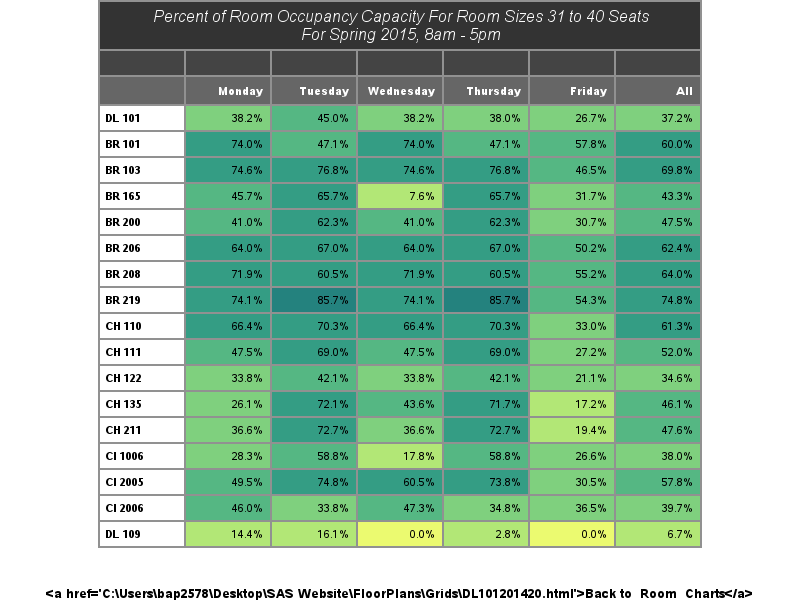 Percent of Room Occupancy Capacity For Room Sizes 31 to 40 Seats
For Spring 2015, 8am - 5pm
Monday Tuesday Wednesday Thursday Friday All
DL 101 38.2% 45.0% 38.2% 38.0% 26.7% 37.2%
BR 101 74.0% 47.1% 74.0% 47.1% 57.8% 60.0%
BR 103 74.6% 76.8% 74.6% 76.8% 46.5% 69.8%
BR 165 45.7% 65.7% 7.6% 65.7% 31.7% 43.3%
BR 200 41.0% 62.3% 41.0% 62.3% 30.7% 47.5%
BR 206 64.0% 67.0% 64.0% 67.0% 50.2% 62.4%
BR 208 71.9% 60.5% 71.9% 60.5% 55.2% 64.0%
BR 219 74.1% 85.7% 74.1% 85.7% 54.3% 74.8%
CH 110 66.4% 70.3% 66.4% 70.3% 33.0% 61.3%
CH 111 47.5% 69.0% 47.5% 69.0% 27.2% 52.0%
CH 122 33.8% 42.1% 33.8% 42.1% 21.1% 34.6%
CH 135 26.1% 72.1% 43.6% 71.7% 17.2% 46.1%
CH 211 36.6% 72.7% 36.6% 72.7% 19.4% 47.6%
CI 1006 28.3% 58.8% 17.8% 58.8% 26.6% 38.0%
CI 2005 49.5% 74.8% 60.5% 73.8% 30.5% 57.8%
CI 2006 46.0% 33.8% 47.3% 34.8% 36.5% 39.7%
DL 109 14.4% 16.1% 0.0% 2.8% 0.0% 6.7%
<a href='C:\Users\bap2578\Desktop\SAS Website\FloorPlans\Grids\DL101201420.html'>Back to Room Charts</a>